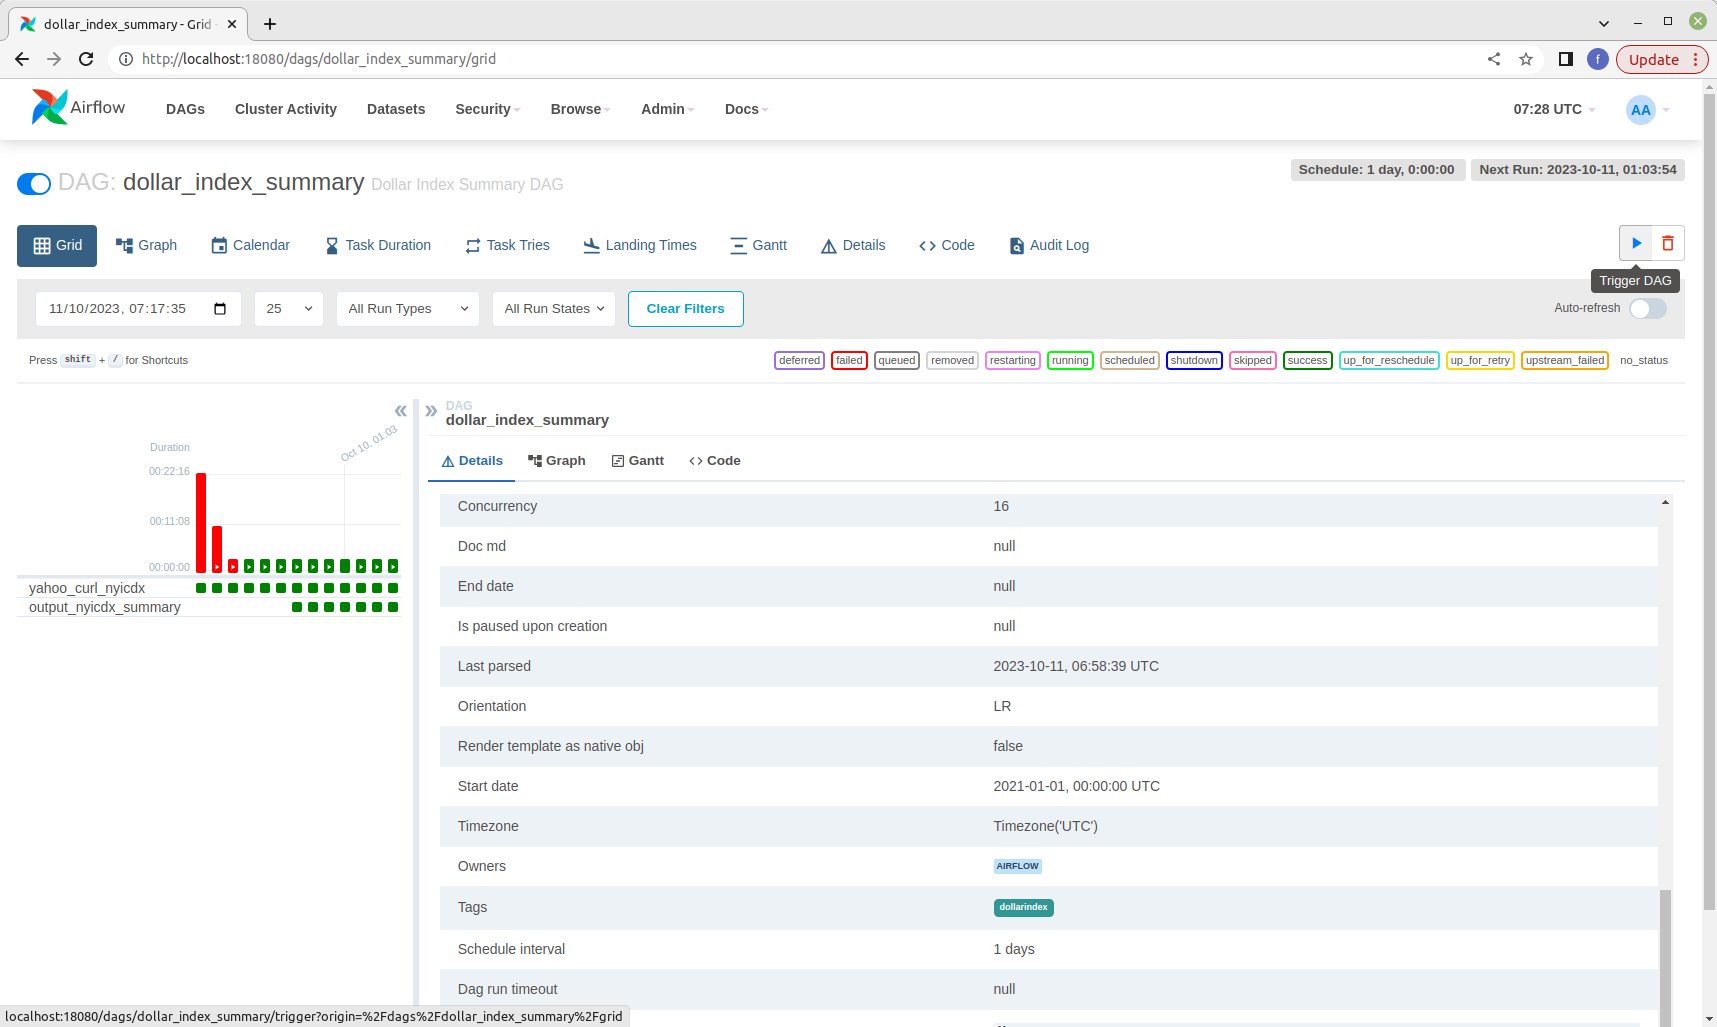 dollar_index_summary - Grid -
http://localhost:18080/dags/dollar_index_summary/grid
f
Update
Airflow
DAGs
Cluster Activity
Datasets
Security
Browse
Admin
Docs
07:28 UTC
AA
DAG: dollar_index_summary Dollar Index Summary DAG
Schedule: 1 day, 0:00:00
Next Run: 2023-10-11, 01:03:54
Grid
Graph
Calendar
Task Duration
Task Tries
Landing Times
Gantt
Details
Code
Audit Log
Trigger DAG
11/10/2023, 07:17:35
25
All Run Types
All Run States
Clear Filters
Auto-refresh
Press shift + / for Shortcuts
deferred
failed
queued
removed
restarting
running
scheduled
shutdown
skipped
success
up_for_reschedule
up_for_retry
upstream_failed
no_status
Oct 10, 01:03
Duration
00:22:16
00:11:08
00:00:00
yahoo_curl_nyicdx
output_nyicdx_summary
DAG
dollar_index_summary
Details
Graph
Gantt
Code
Concurrency 16
Doc md null
End date null
Is paused upon creation null
Last parsed 2023-10-11, 06:58:39 UTC
Orientation LR
Render template as native obj false
Start date 2021-01-01, 00:00:00 UTC
Timezone Timezone('UTC')
Owners AIRFLOW
Tags dollarindex
Schedule interval 1 days
Dag run timeout null
localhost:18080/dags/dollar_index_summary/trigger?origin=%2Fdags%2Fdollar_index_summary%2Fgrid